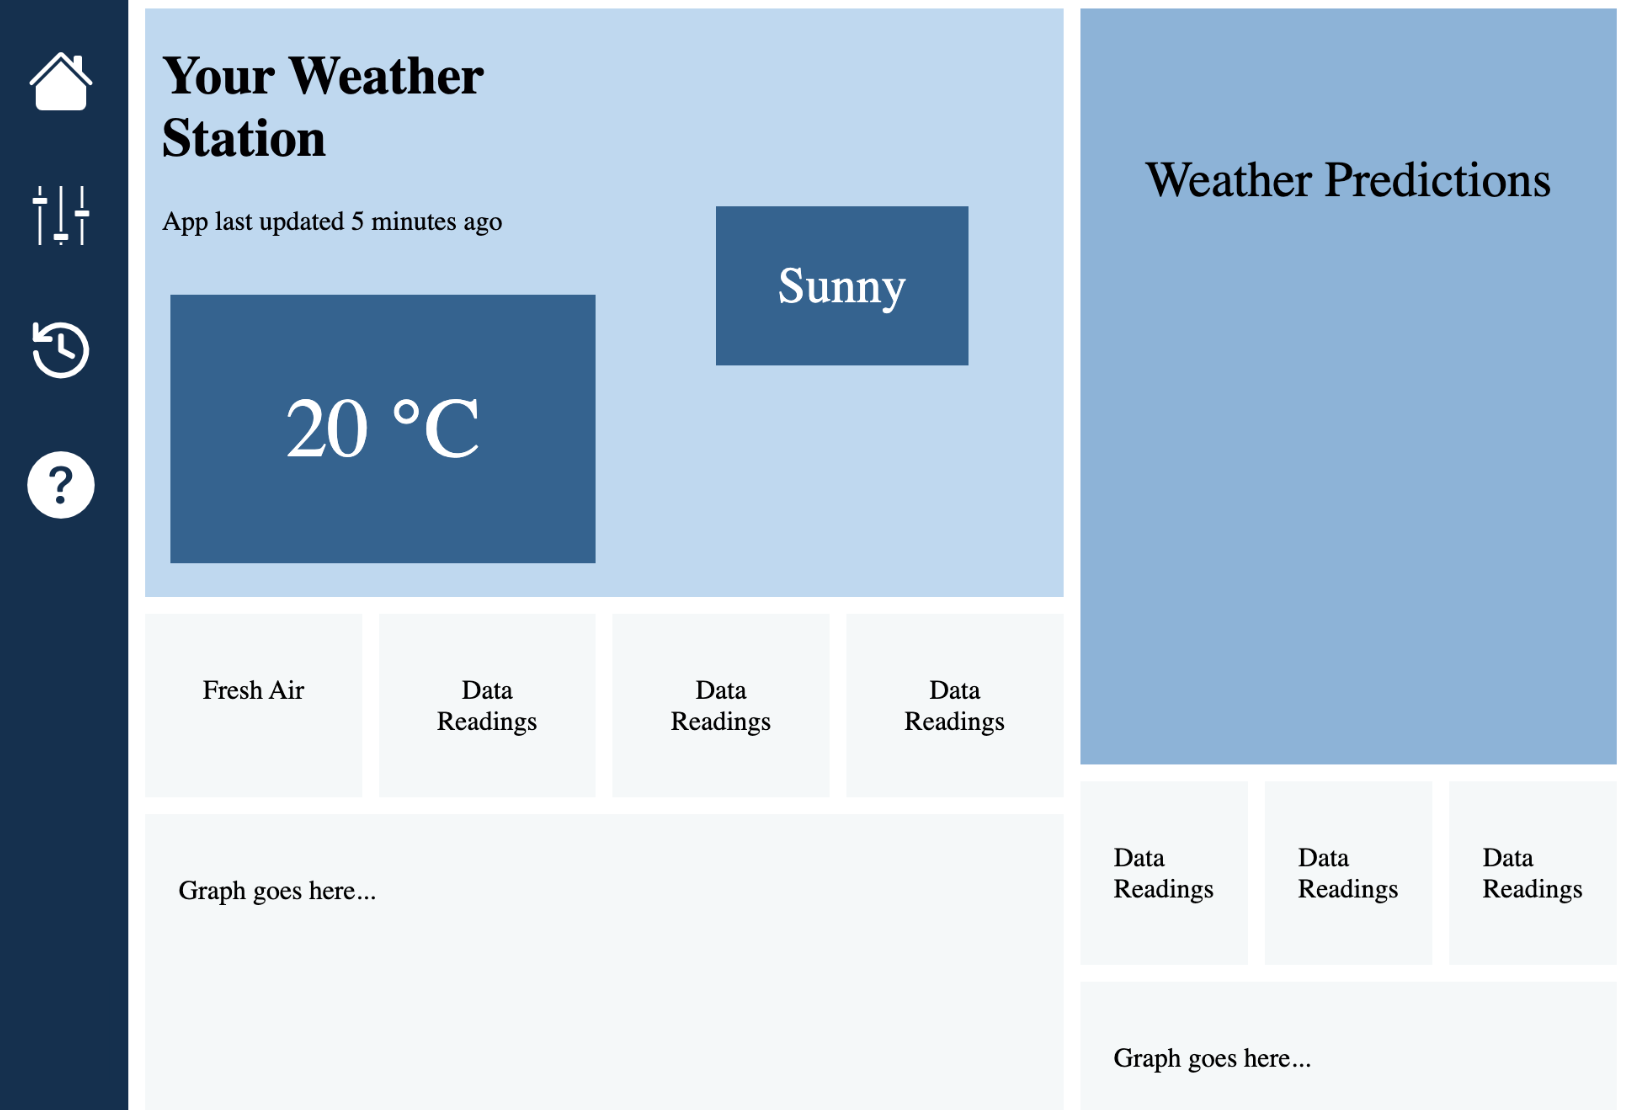 Your Weather
Station
App last updated 5 minutes ago
20 °C
Sunny
Weather Predictions
Fresh Air
Data
Readings
Data
Readings
Data
Readings
Graph goes here...
Data
Readings
Data
Readings
Data
Readings
Graph goes here...